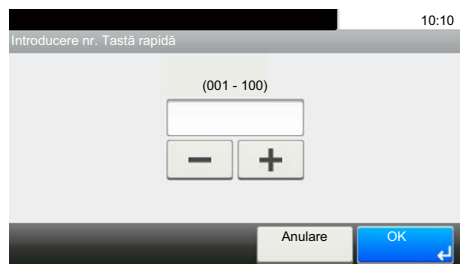 10:10
Introducere nr. Tastă rapidă
(001 - 100)
Anulare
OK